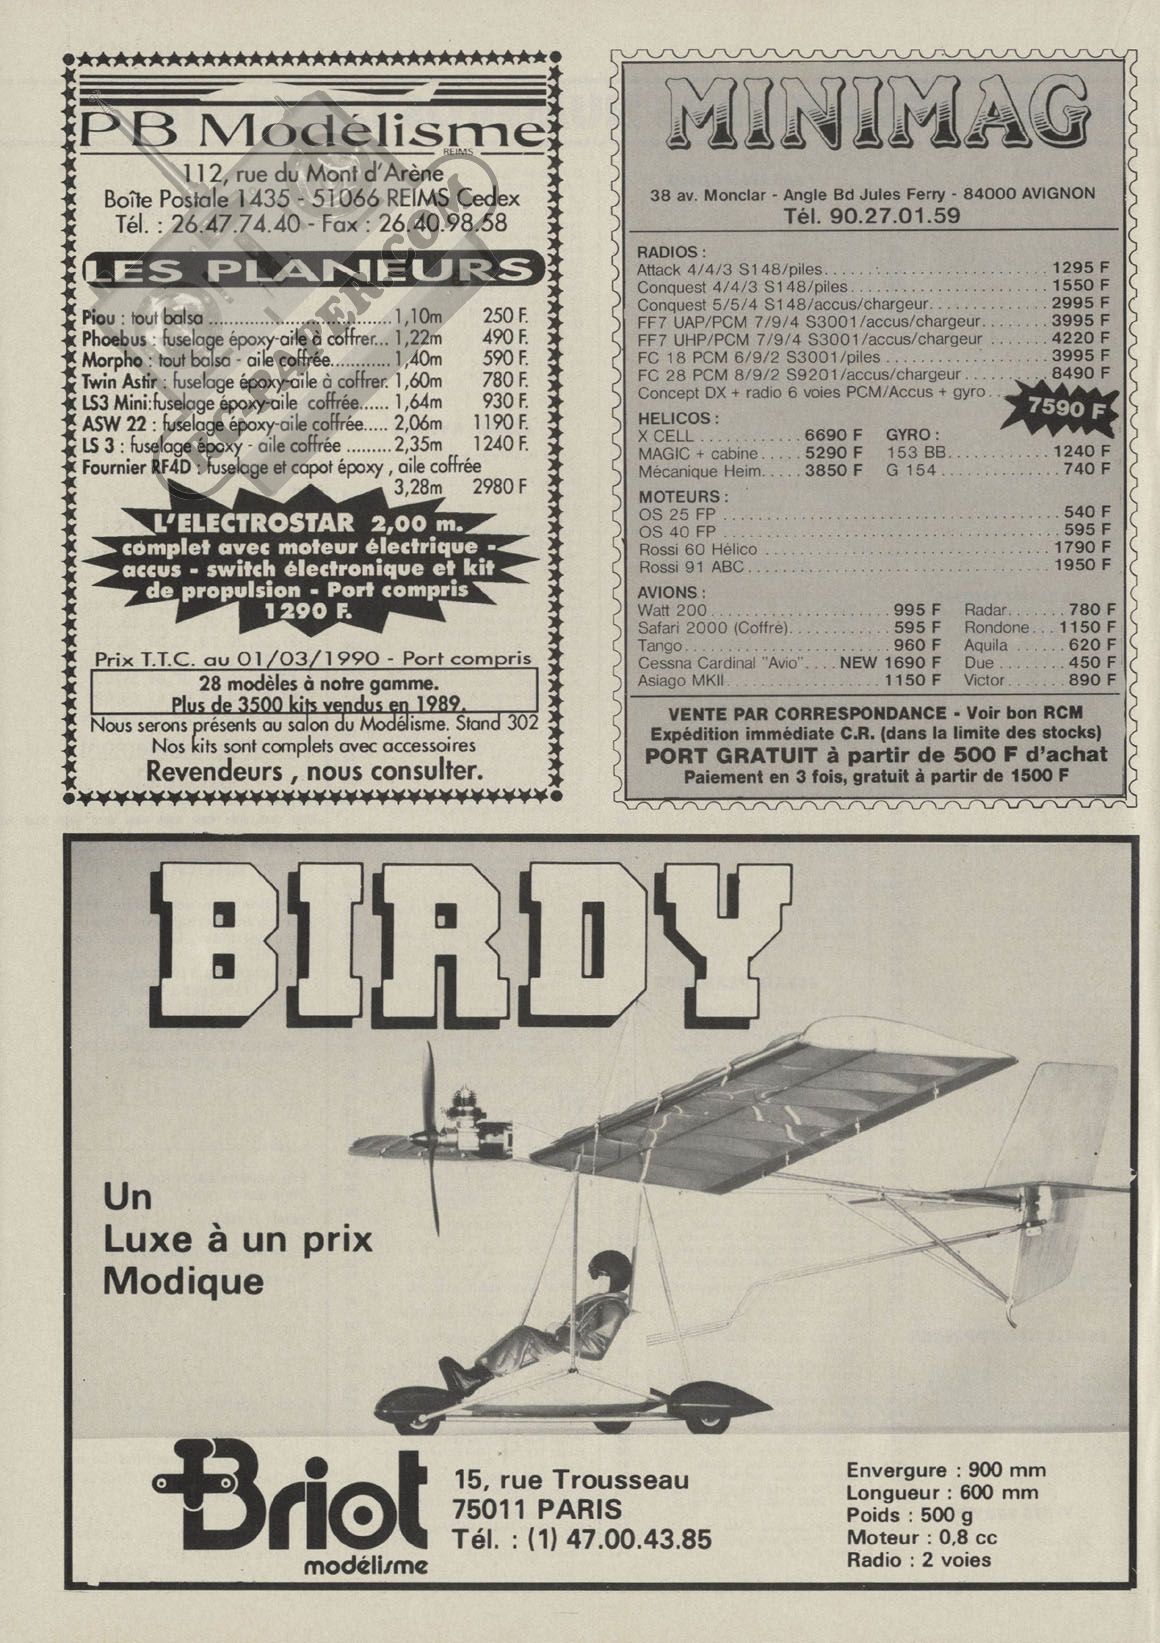 PB Modélisme
REIMS
112, rue du Mont d'Arène
Boîte Postale 1435 - 51066 REIMS Cedex
Tél. : 26.47.74.40 - Fax : 26.40.98.58
LES PLANEURS
Piou : tout balsa ................................ 1,10m 250 F.
Phoebus : fuselage époxy-aile à coffrer... 1,22m 490 F.
Morpho : tout balsa - aile coffrée........... 1,40m 590 F.
Twin Astir : fuselage époxy-aile à coffrer. 1,60m 780 F.
LS3 Mini:fuselage époxy-aile coffrée...... 1,64m 930 F.
ASW 22 : fuselage époxy-aile coffrée..... 2,06m 1190 F.
LS 3 : fuselage époxy - aile coffrée ......... 2,35m 1240 F.
Fournier RF4D : fuselage et capot époxy , aile coffrée
3,28m 2980 F
L'ELECTROSTAR 2,00 m.
complet avec moteur électrique -
accus - switch électronique et kit
de propulsion - Port compris
1290 F.
Prix T.T.C. au 01/03/1990 - Port compris
28 modèles à notre gamme.
Plus de 3500 kits vendus en 1989.
Nous serons présents au salon du Modélisme. Stand 302
Nos kits sont complets avec accessoires
Revendeurs , nous consulter.
RC-PAPER.COM
MINIMAG
38 av. Monclar - Angle Bd Jules Ferry - 84000 AVIGNON
Tél. 90.27.01.59
RADIOS :
Attack 4/4/3 S148/piles............................ 1295 F
Conquest 4/4/3 S148/piles......................... 1550 F
Conquest 5/5/4 S148/accus/chargeur............... 2995 F
FF7 UAP/PCM 7/9/4 S3001/accus/chargeur........ 3995 F
FF7 UHP/PCM 7/9/4 S3001/accus/chargeur ....... 4220 F
FC 18 PCM 6/9/2 S3001/piles ..................... 3995 F
FC 28 PCM 8/9/2 S9201/accus/chargeur........... 8490 F
Concept DX + radio 6 voies PCM/Accus + gyro.. 7590 F
HELICOS :
X CELL ............ 6690 F
MAGIC + cabine..... 5290 F
Mécanique Heim..... 3850 F
GYRO :
153 BB............. 1240 F
G 154 .............. 740 F
MOTEURS :
OS 25 FP ........................................ 540 F
OS 40 FP ........................................ 595 F
Rossi 60 Hélico ................................. 1790 F
Rossi 91 ABC.................................... 1950 F
AVIONS :
Watt 200....................... 995 F Radar....... 780 F
Safari 2000 (Coffré)............ 595 F Rondone... 1150 F
Tango.......................... 960 F Aquila ...... 620 F
Cessna Cardinal "Avio".... NEW 1690 F Due ........ 450 F
Asiago MKII.................... 1150 F Victor....... 890 F
VENTE PAR CORRESPONDANCE - Voir bon RCM
Expédition immédiate C.R. (dans la limite des stocks)
PORT GRATUIT à partir de 500 F d'achat
Paiement en 3 fois, gratuit à partir de 1500 F
BIRDY
Un
Luxe à un prix
Modique
Briot
modélisme
15, rue Trousseau
75011 PARIS
Tél. : (1) 47.00.43.85
Envergure : 900 mm
Longueur : 600 mm
Poids : 500 g
Moteur : 0,8 cc
Radio : 2 voies